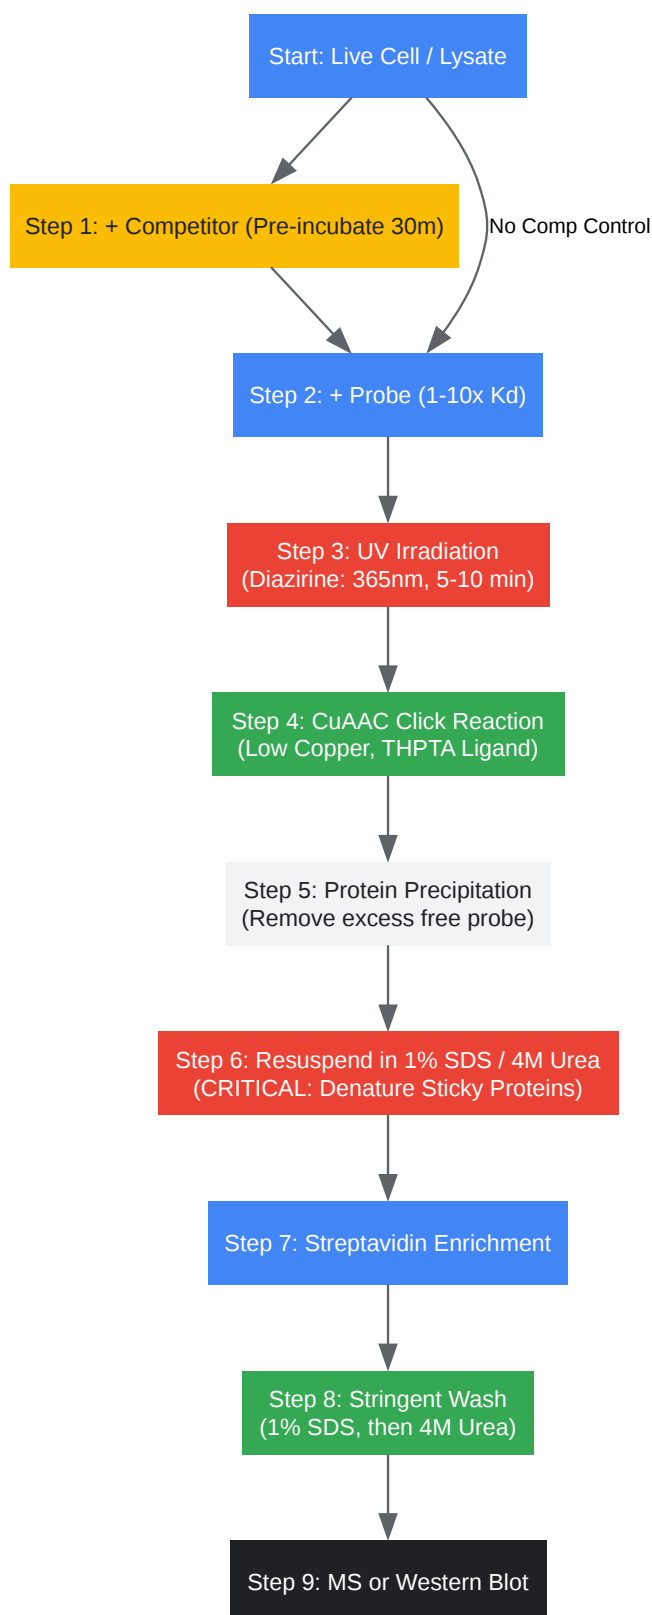 Start: Live Cell / Lysate
Step 1: + Competitor (Pre-incubate 30m)
No Comp Control
Step 2: + Probe (1-10x Kd)
Step 3: UV Irradiation
(Diazirine: 365nm, 5-10 min)
Step 4: CuAAC Click Reaction
(Low Copper, THPTA Ligand)
Step 5: Protein Precipitation
(Remove excess free probe)
Step 6: Resuspend in 1% SDS / 4M Urea
(CRITICAL: Denature Sticky Proteins)
Step 7: Streptavidin Enrichment
Step 8: Stringent Wash
(1% SDS, then 4M Urea)
Step 9: MS or Western Blot